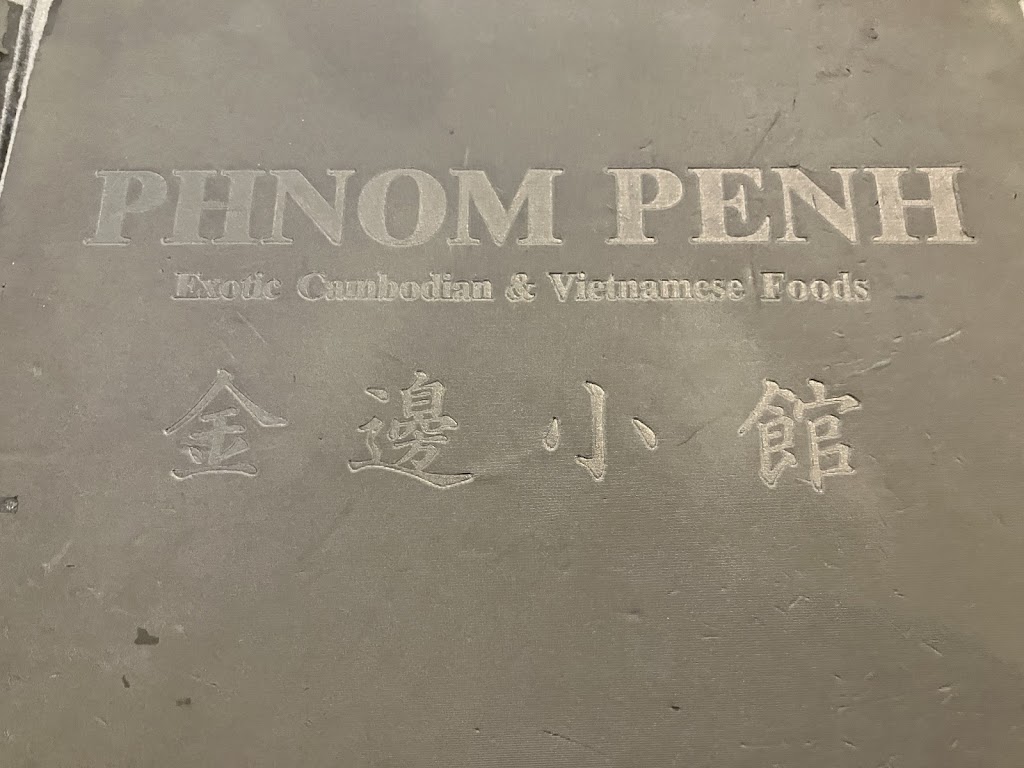 PHNOM PENH
Exotic Cambodian & Vietnamese Foods
金邊小館